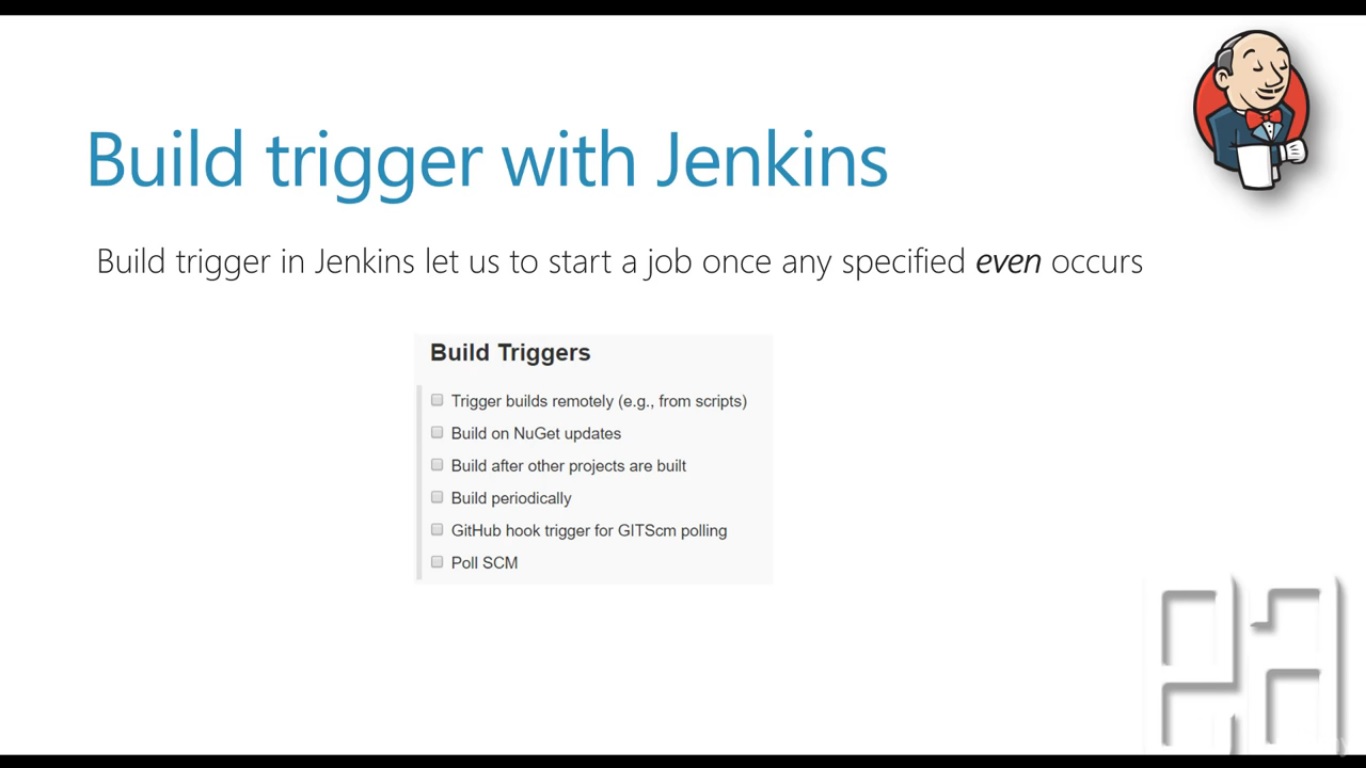 Build trigger with Jenkins
Build trigger in Jenkins let us to start a job once any specified even occurs
Build Triggers
Trigger builds remotely (e.g., from scripts)
Build on NuGet updates
Build after other projects are built
Build periodically
GitHub hook trigger for GITScm polling
Poll SCM